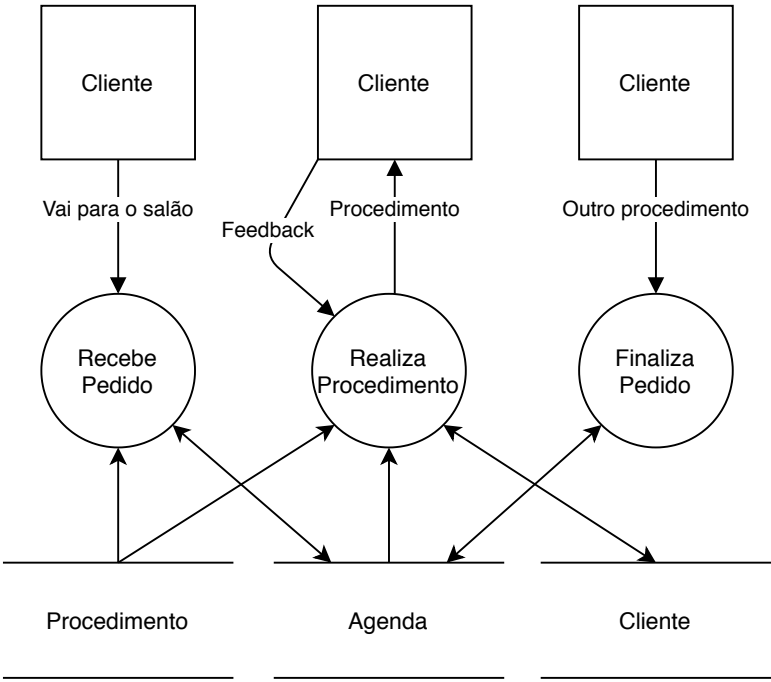 Cliente
Cliente
Cliente
Vai para o salão
Feedback
Procedimento
Outro procedimento
Recebe
Pedido
Realiza
Procedimento
Finaliza
Pedido
Procedimento
Agenda
Cliente